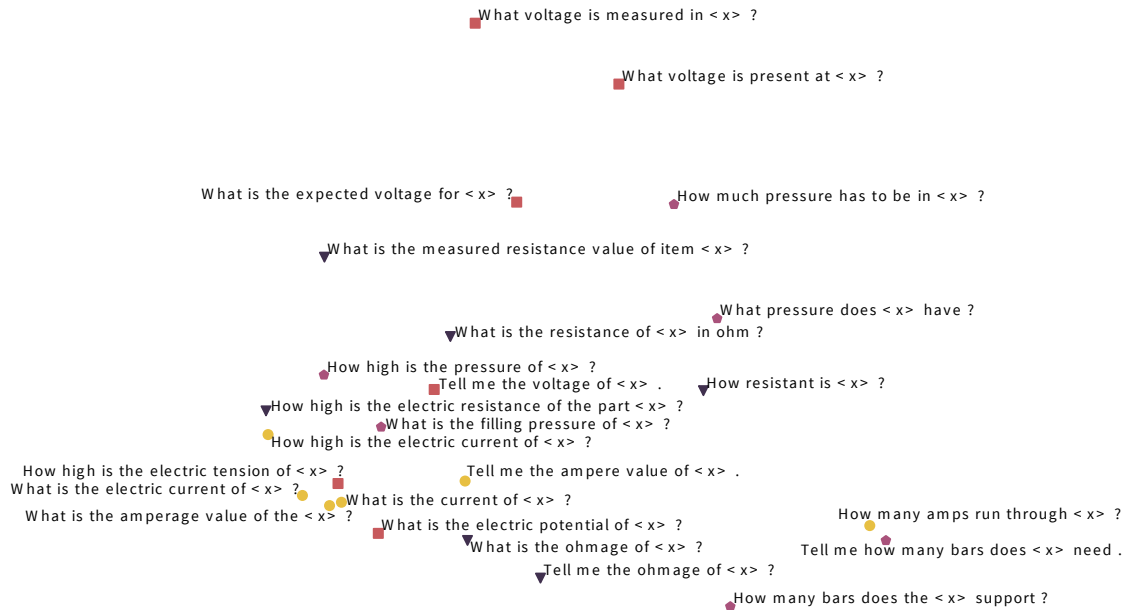 What voltage is measured in <x> ?
What voltage is present at <x> ?
What is the expected voltage for <x> ?
How much pressure has to be in <x> ?
What is the measured resistance value of item <x> ?
What pressure does <x> have ?
What is the resistance of <x> in ohm ?
How high is the pressure of <x> ?
Tell me the voltage of <x> .
How resistant is <x> ?
How high is the electric resistance of the part <x> ?
What is the filling pressure of <x> ?
How high is the electric current of <x> ?
How high is the electric tension of <x> ?
Tell me the ampere value of <x> .
What is the electric current of <x> ?
What is the current of <x> ?
What is the amperage value of the <x> ?
How many amps run through <x> ?
What is the electric potential of <x> ?
What is the ohmage of <x> ?
Tell me how many bars does <x> need .
Tell me the ohmage of <x> ?
How many bars does the <x> support ?